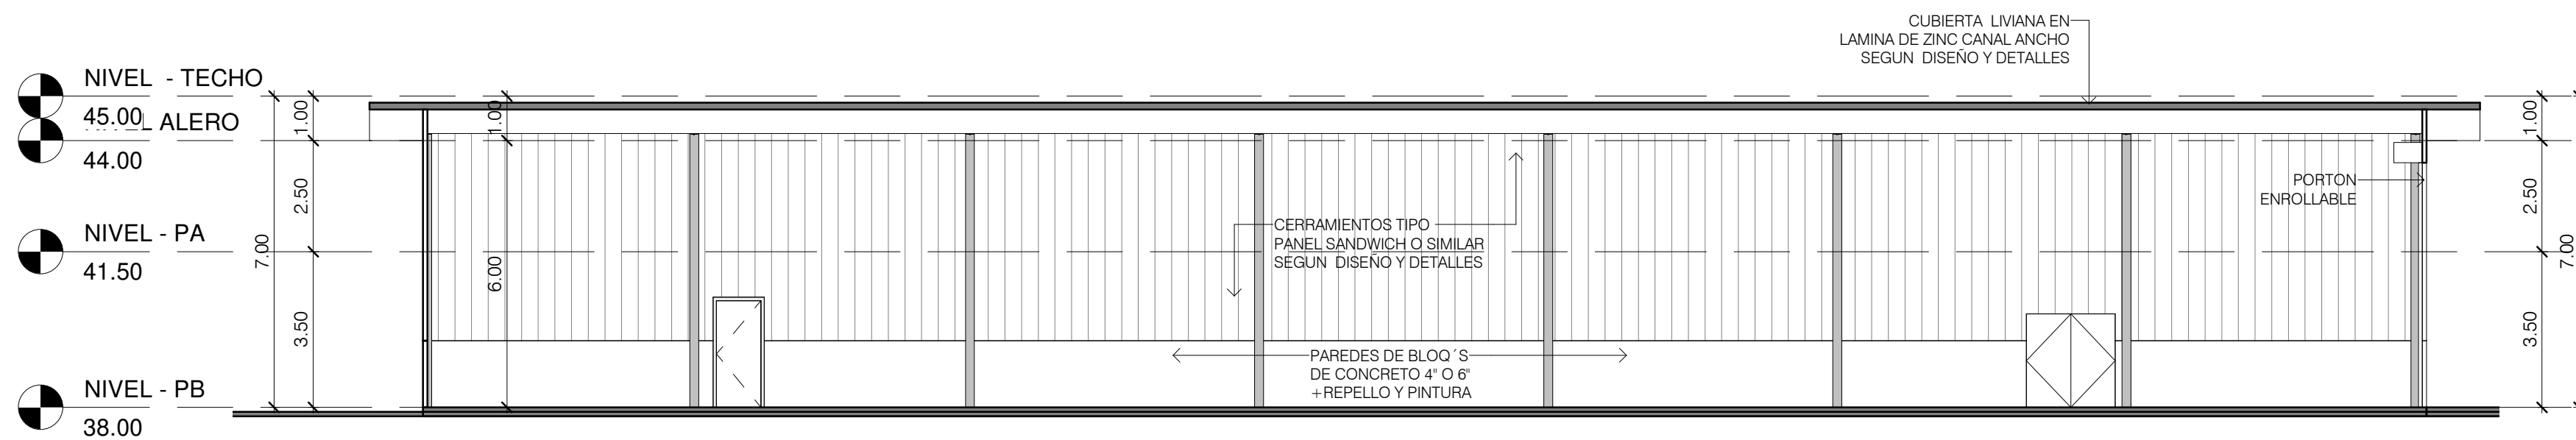 CUBIERTA LIVIANA EN
LAMINA DE ZINC CANAL ANCHO
SEGUN DISEÑO Y DETALLES
NIVEL - TECHO
45.00
ALERO
44.00
NIVEL - PA
41.50
NIVEL - PB
38.00
7.00
1.00
2.50
3.50
1.00
6.00
CERRAMIENTOS TIPO
PANEL SANDWICH O SIMILAR
SEGUN DISEÑO Y DETALLES
PAREDES DE BLOQ´S
DE CONCRETO 4" O 6"
+REPELLO Y PINTURA
PORTON
ENROLLABLE
1.00
2.50
3.50
7.00